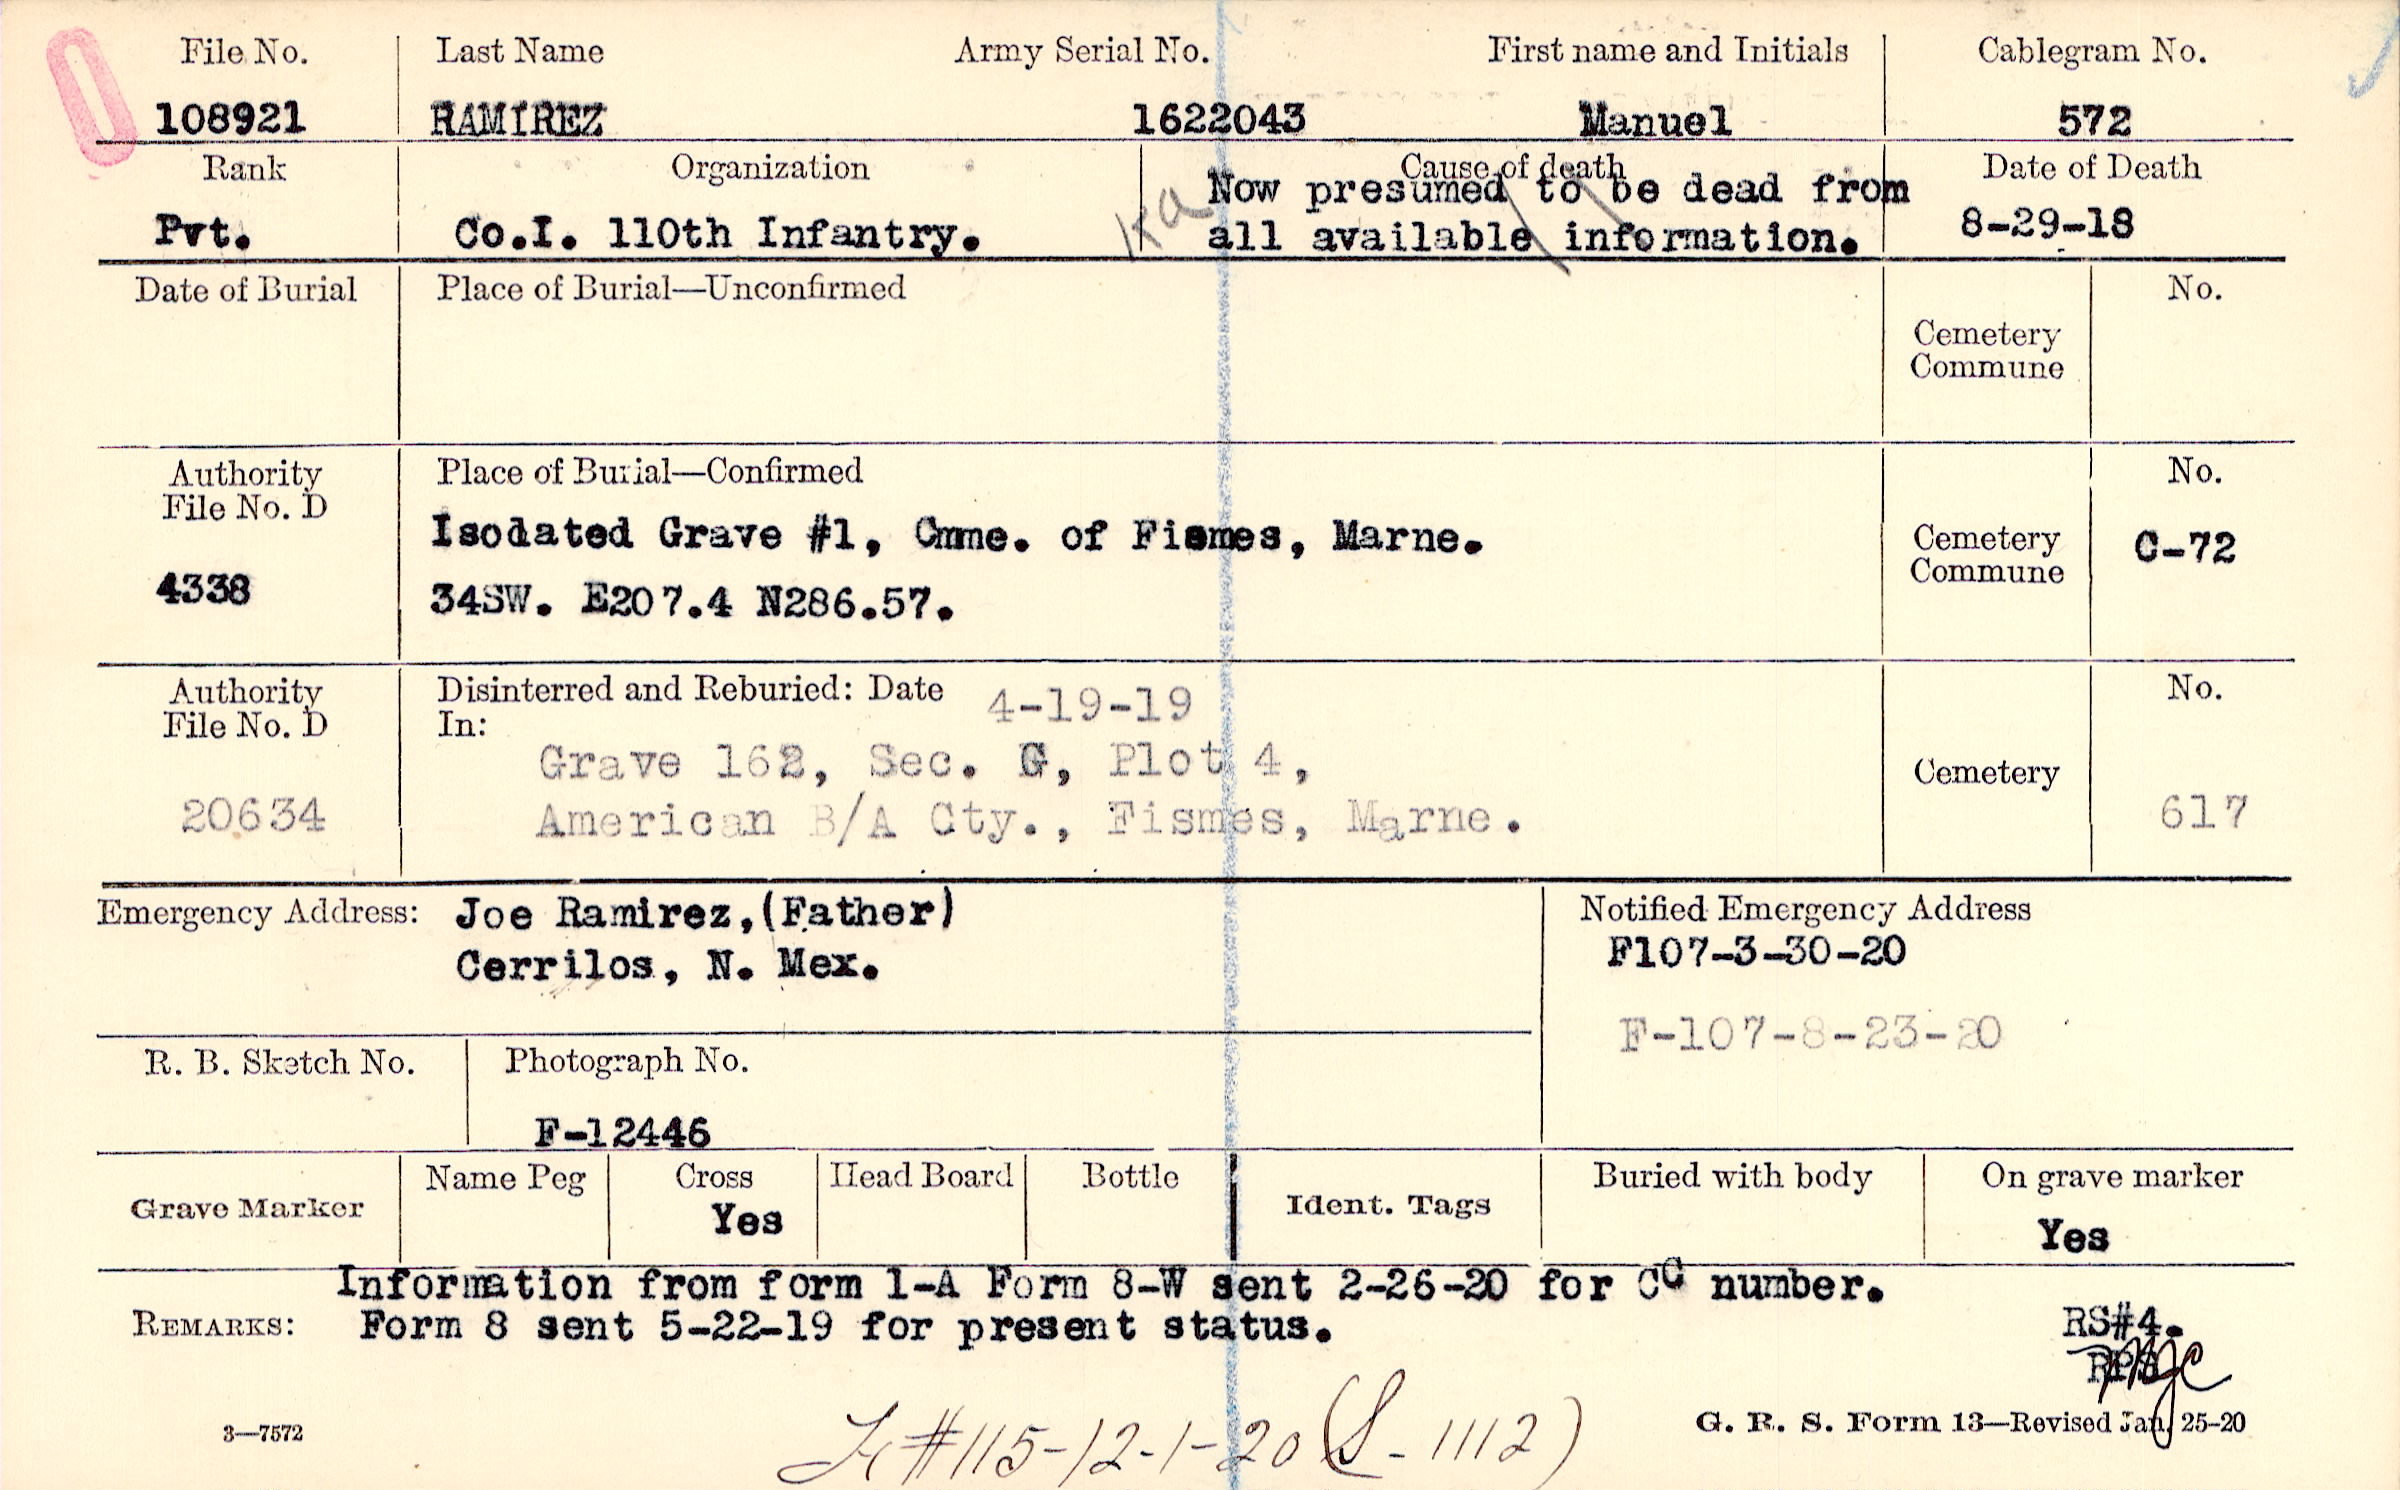 File No. Last Name Army Serial No. First name and Initials Cablegram No.
108921 RAMIREZ 1622043 Manuel 572
Rank Organization Cause of death Date of Death
Now presumed to be dead from
Pvt. Co.I. 110th Infantry. all available information. 8-29-18
Ka
Date of Burial Place of Burial—Unconfirmed No.
Cemetery
Commune
Authority Place of Burial—Confirmed No.
File No. D
Isodated Grave #1, Cmme. of Fismes, Marne. Cemetery C-72
Commune
4338 34SW. E207.4 N286.57.
Authority Disinterred and Reburied: Date 4-19-19 No.
File No. D In:
Grave 162, Sec. G, Plot 4, Cemetery
20634 American B/A Cty., Fismes, Marne. 617
Emergency Address: Joe Ramirez,(Father) Notified Emergency Address
Cerrilos, N. Mex. F107-3-30-20
F-107-8-23-20
R. B. Sketch No. Photograph No.
F-12446
Grave Marker Name Peg Cross Head Board Bottle Ident. Tags Buried with body On grave marker
Yes Yes
Information from form 1-A Form 8-W sent 2-26-20 for CC number.
REMARKS: Form 8 sent 5-22-19 for present status. RS#4.
RPS
3—7572 #115-12-1-20 (S-1112) G. R. S. Form 13—Revised Jan. 25-20